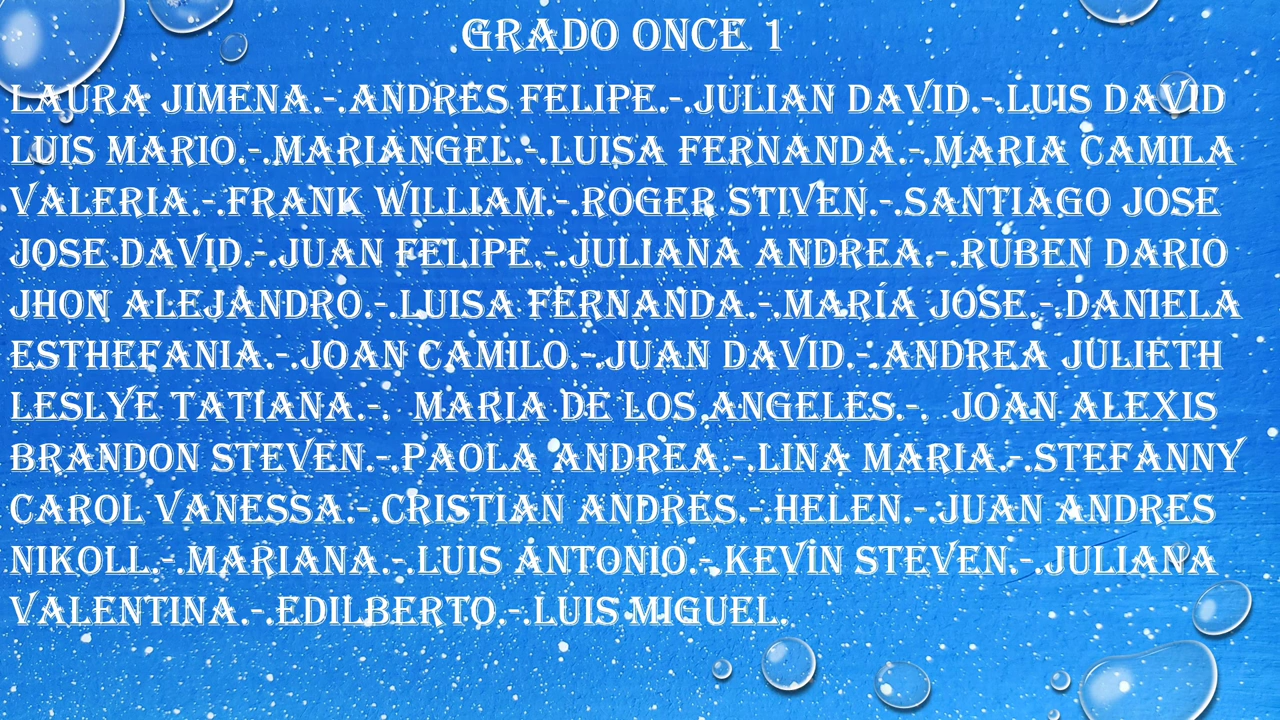 GRADO ONCE 1
LAURA JIMENA.-.ANDRES FELIPE.-.JULIAN DAVID.-.LUIS DAVID
LUIS MARIO.-.MARIANGEL.-.LUISA FERNANDA.-.MARIA CAMILA
VALERIA.-.FRANK WILLIAM.-.ROGER STIVEN.-.SANTIAGO JOSE
JOSE DAVID.-.JUAN FELIPE.-.JULIANA ANDREA.-.RUBEN DARIO
JHON ALEJANDRO.-.LUISA FERNANDA.-.MARÍA JOSE.-.DANIELA
ESTHEFANIA.-.JOAN CAMILO.-.JUAN DAVID.-.ANDREA JULIETH
LESLYE TATIANA.-. MARIA DE LOS ANGELES.-. JOAN ALEXIS
BRANDON STEVEN.-.PAOLA ANDREA.-.LINA MARIA.-.STEFANNY
CAROL VANESSA.-.CRISTIAN ANDRES.-.HELEN.-.JUAN ANDRES
NIKOLL.-.MARIANA.-.LUIS ANTONIO.-.KEVIN STEVEN.-.JULIANA
VALENTINA.-.EDILBERTO.-.LUIS MIGUEL.